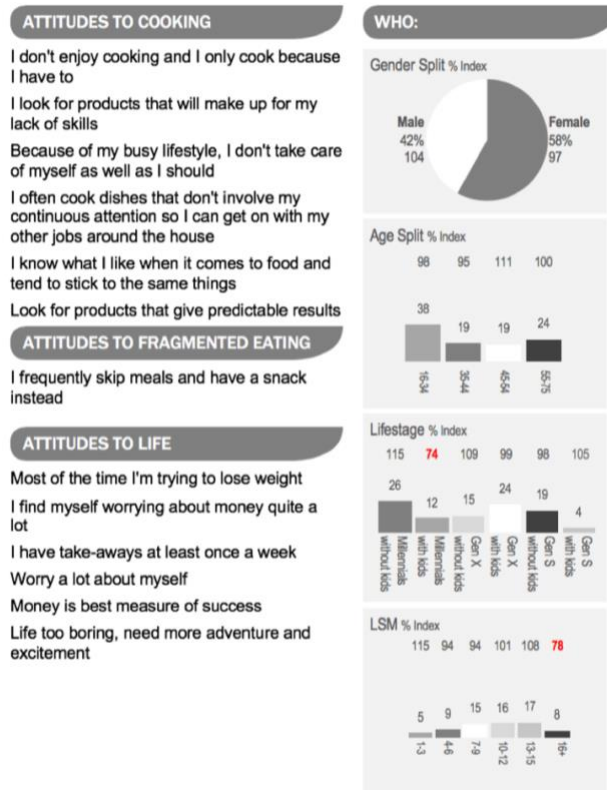 ATTITUDES TO COOKING
I don't enjoy cooking and I only cook because
I have to
I look for products that will make up for my
lack of skills
Because of my busy lifestyle, I don't take care
of myself as well as I should
I often cook dishes that don't involve my
continuous attention so I can get on with my
other jobs around the house
I know what I like when it comes to food and
tend to stick to the same things
Look for products that give predictable results
ATTITUDES TO FRAGMENTED EATING
I frequently skip meals and have a snack
instead
ATTITUDES TO LIFE
Most of the time I'm trying to lose weight
I find myself worrying about money quite a
lot
I have take-aways at least once a week
Worry a lot about myself
Money is best measure of success
Life too boring, need more adventure and
excitement
WHO:
Gender Split % Index
Male
42%
104
Female
58%
97
Age Split % Index
98 95 111 100
38 19 19 24
16-34 35-44 45-54 55-75
Lifestage % Index
115 74 109 99 98 105
26 12 15 24 19 4
Millennials
without kids
Millennials
with kids
Gen X
without kids
Gen X
with kids
Gen S
without kids
Gen S
with kids
LSM % Index
115 94 94 101 108 78
5 9 15 16 17 8
1-3 4-6 7-9 10-12 13-15 16+